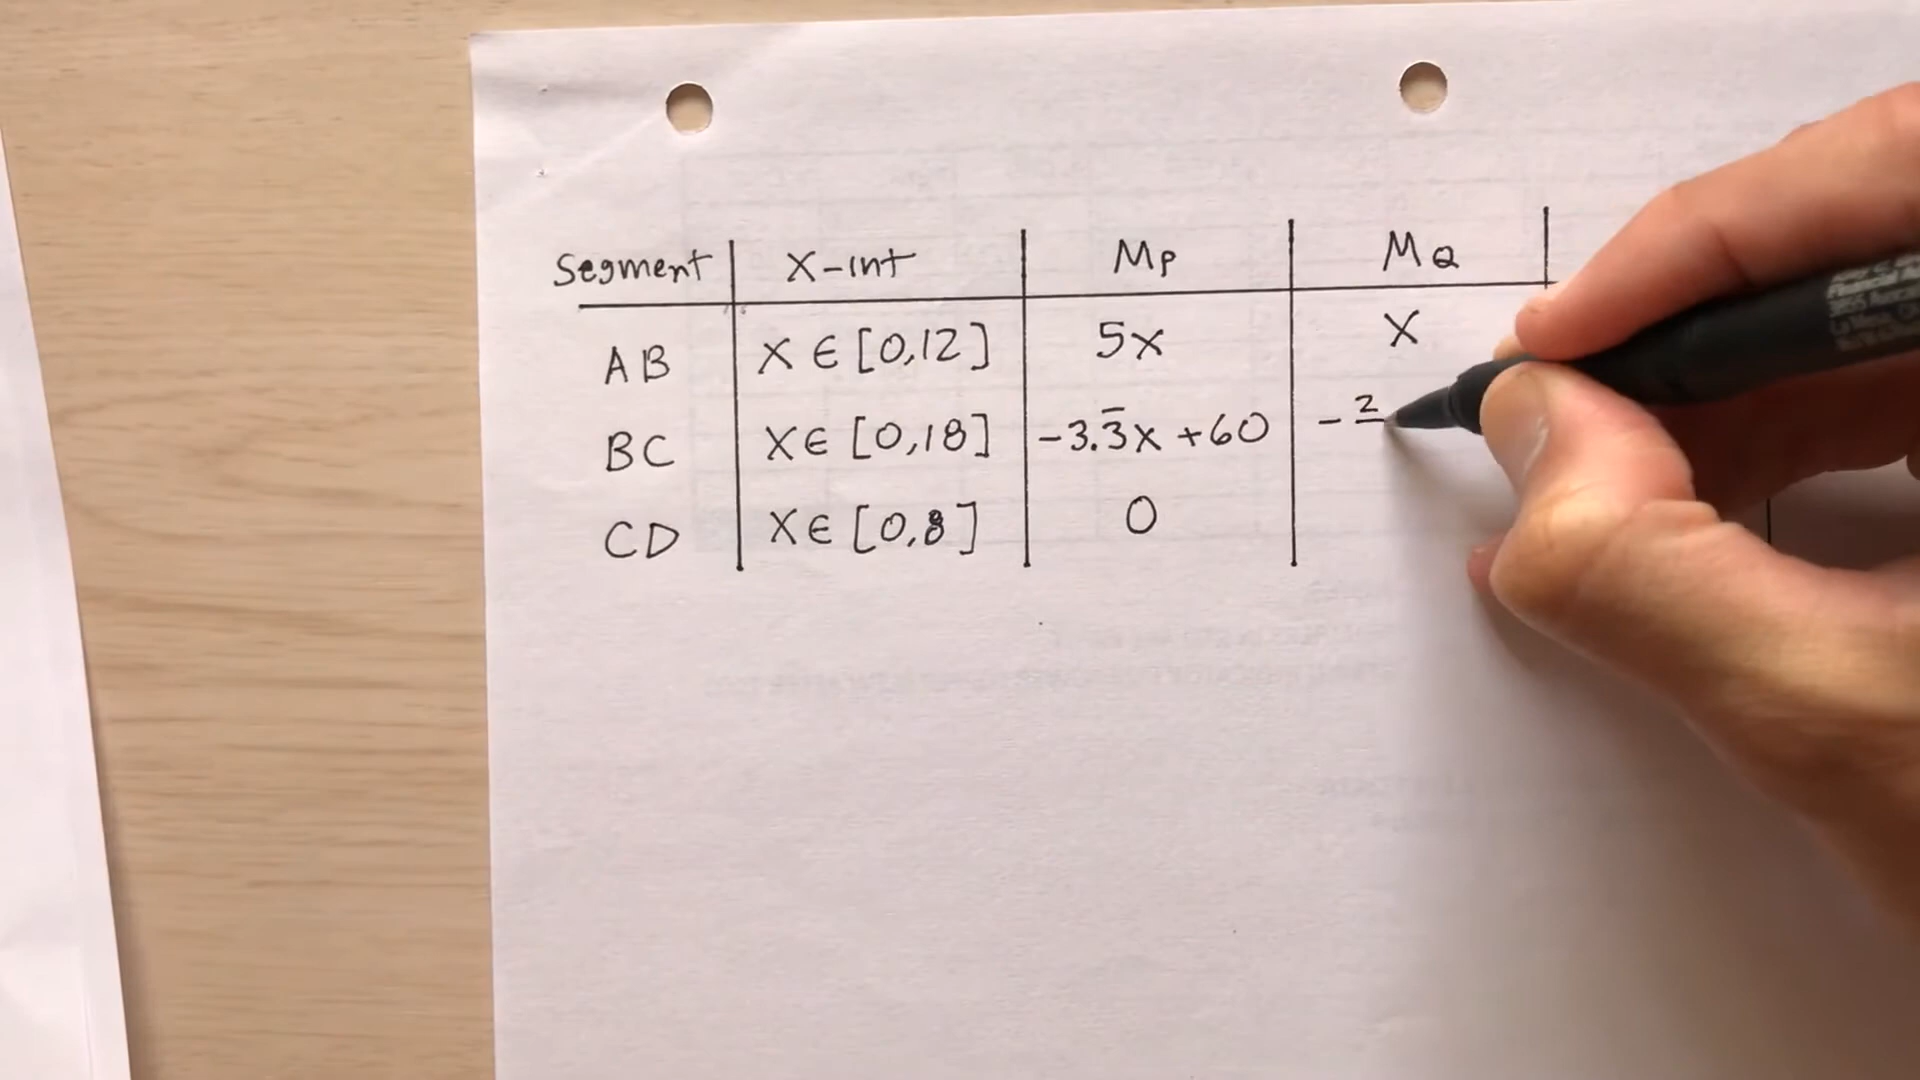 Segment X-int Mp MQ
AB X ∈ [0,12] 5x X
BC X ∈ [0,18] -3.3̅x +60 - 2
CD X ∈ [0,8] 0